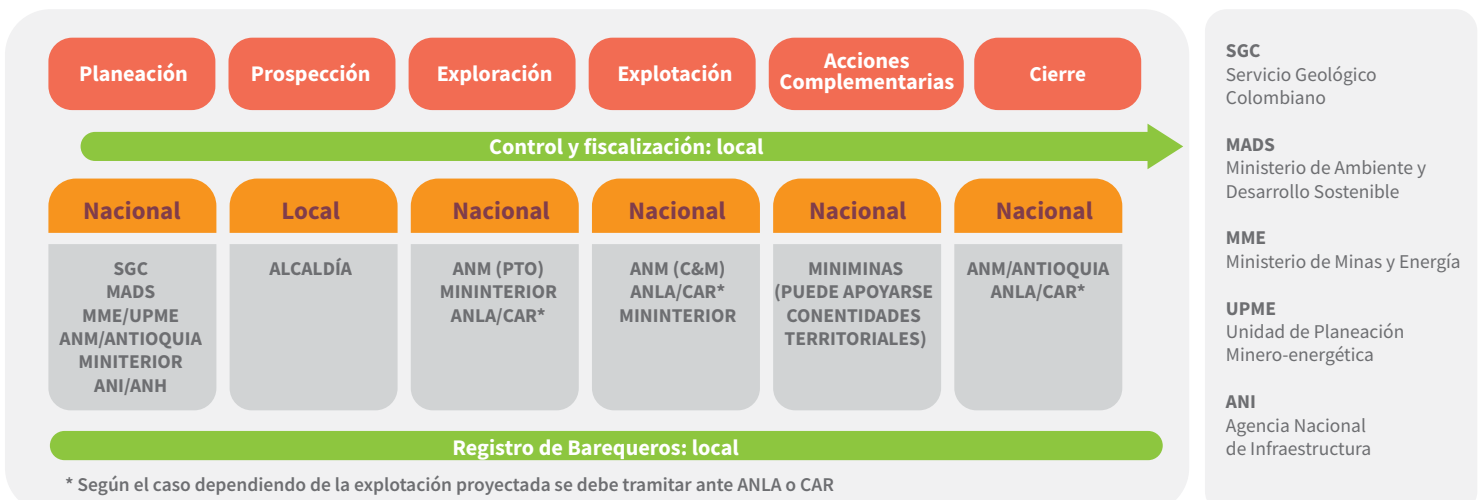 Planeación
Prospección
Exploración
Explotación
Acciones
Complementarias
Cierre
Control y fiscalización: local
Nacional
SGC
MADS
MME/UPME
ANM/ANTIOQUIA
MINITERIOR
ANI/ANH
Local
ALCALDÍA
Nacional
ANM (PTO)
MININTERIOR
ANLA/CAR*
Nacional
ANM (C&M)
ANLA/CAR*
MININTERIOR
Nacional
MINIMINAS
(PUEDE APOYARSE
CONENTIDADES
TERRITORIALES)
Nacional
ANM/ANTIOQUIA
ANLA/CAR*
Registro de Barequeros: local
* Según el caso dependiendo de la explotación proyectada se debe tramitar ante ANLA o CAR
SGC
Servicio Geológico
Colombiano
MADS
Ministerio de Ambiente y
Desarrollo Sostenible
MME
Ministerio de Minas y Energía
UPME
Unidad de Planeación
Minero-energética
ANI
Agencia Nacional
de Infraestructura